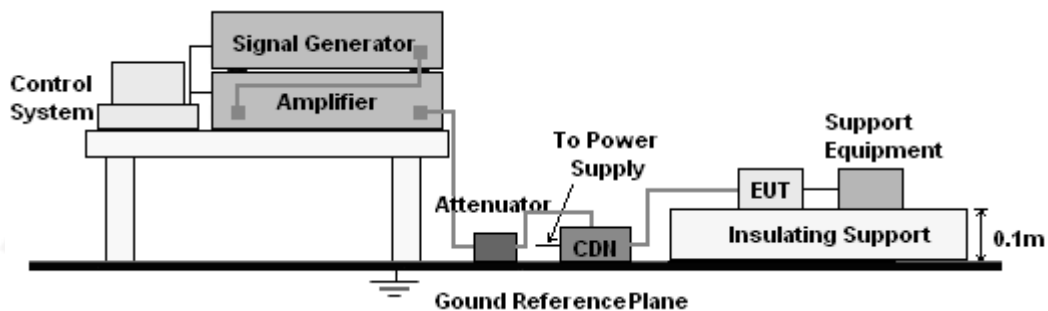 Signal Generator
Control
System
Amplifier
To Power
Supply
Support
Equipment
Attenuator
EUT
CDN
Insulating Support
0.1m
Gound Reference Plane